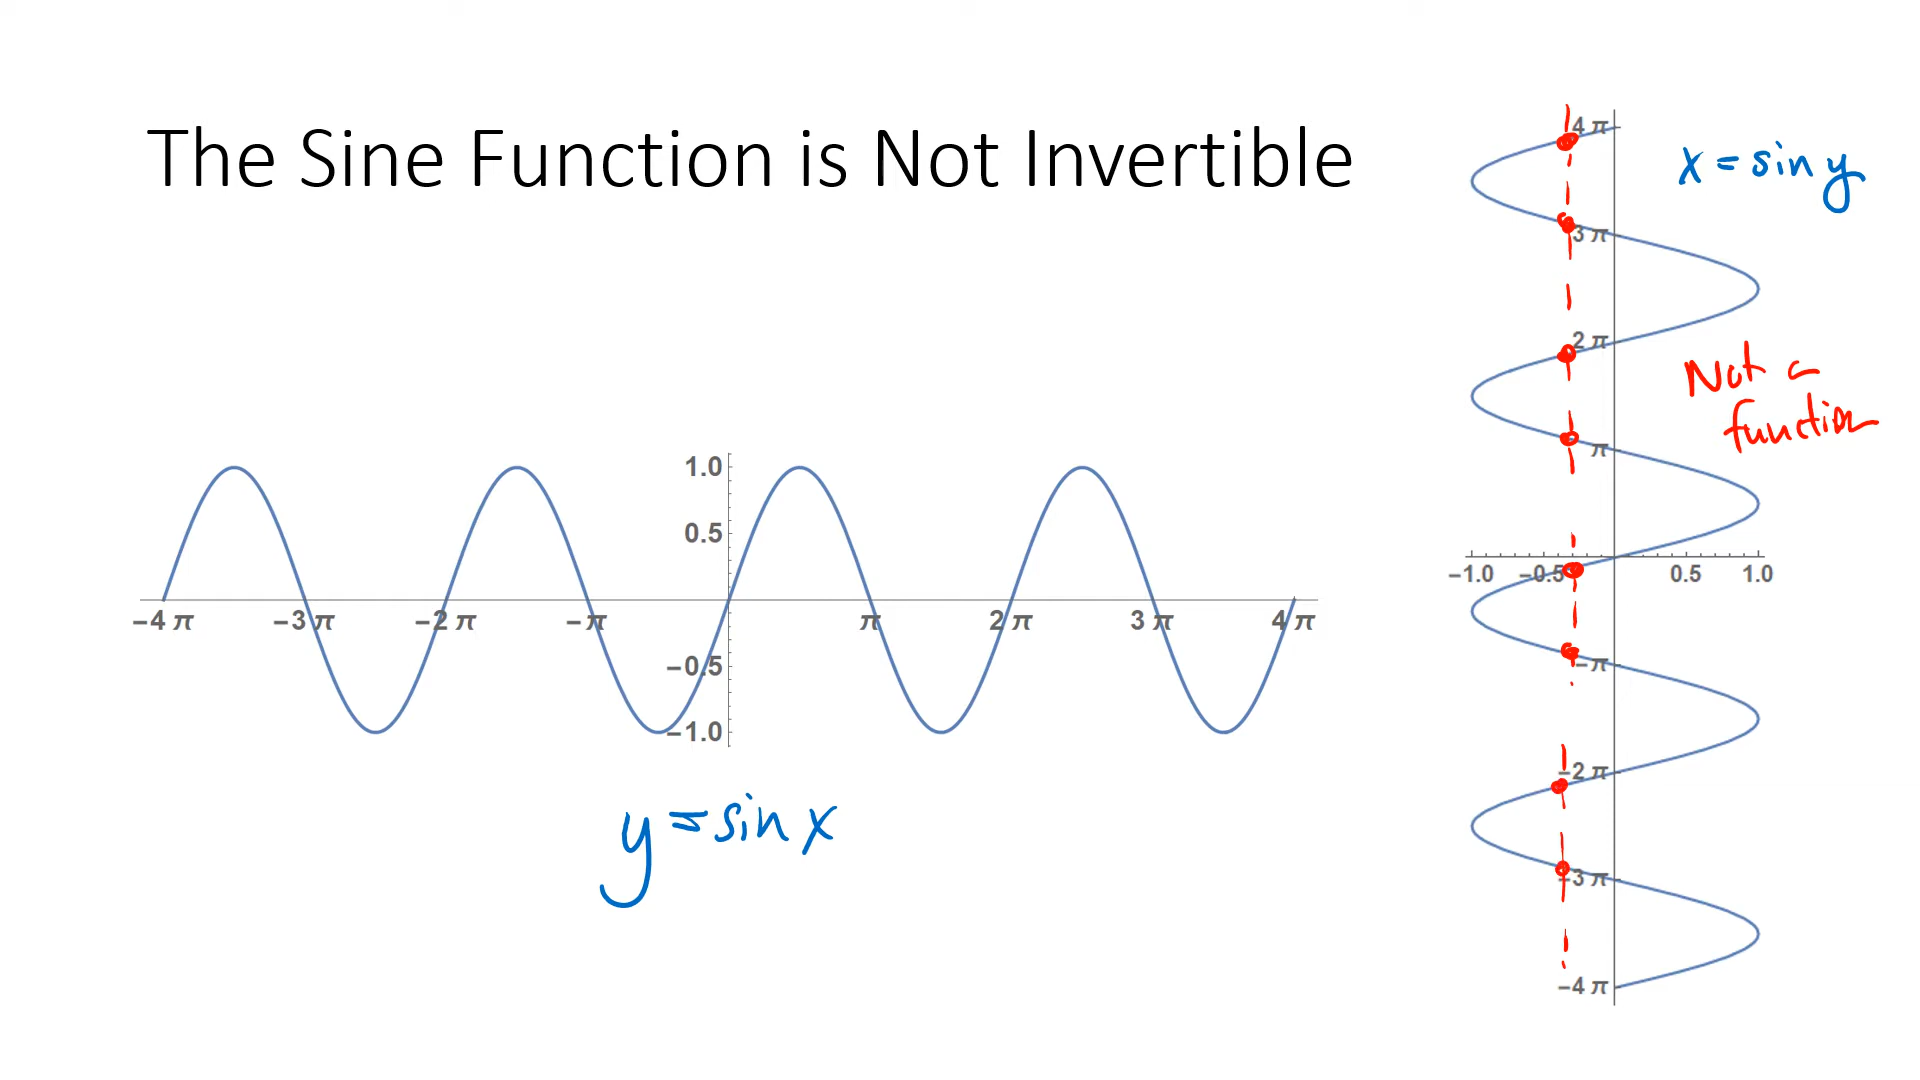 The Sine Function is Not Invertible
1.0
0.5
−4 π −3 π −2 π −π π 2 π 3 π 4 π
−0.5
−1.0
y = sin x
4 π
x = sin y
3 π
2 π
Not a
function
π
−1.0 −0.5 0.5 1.0
−π
−2 π
−3 π
−4 π